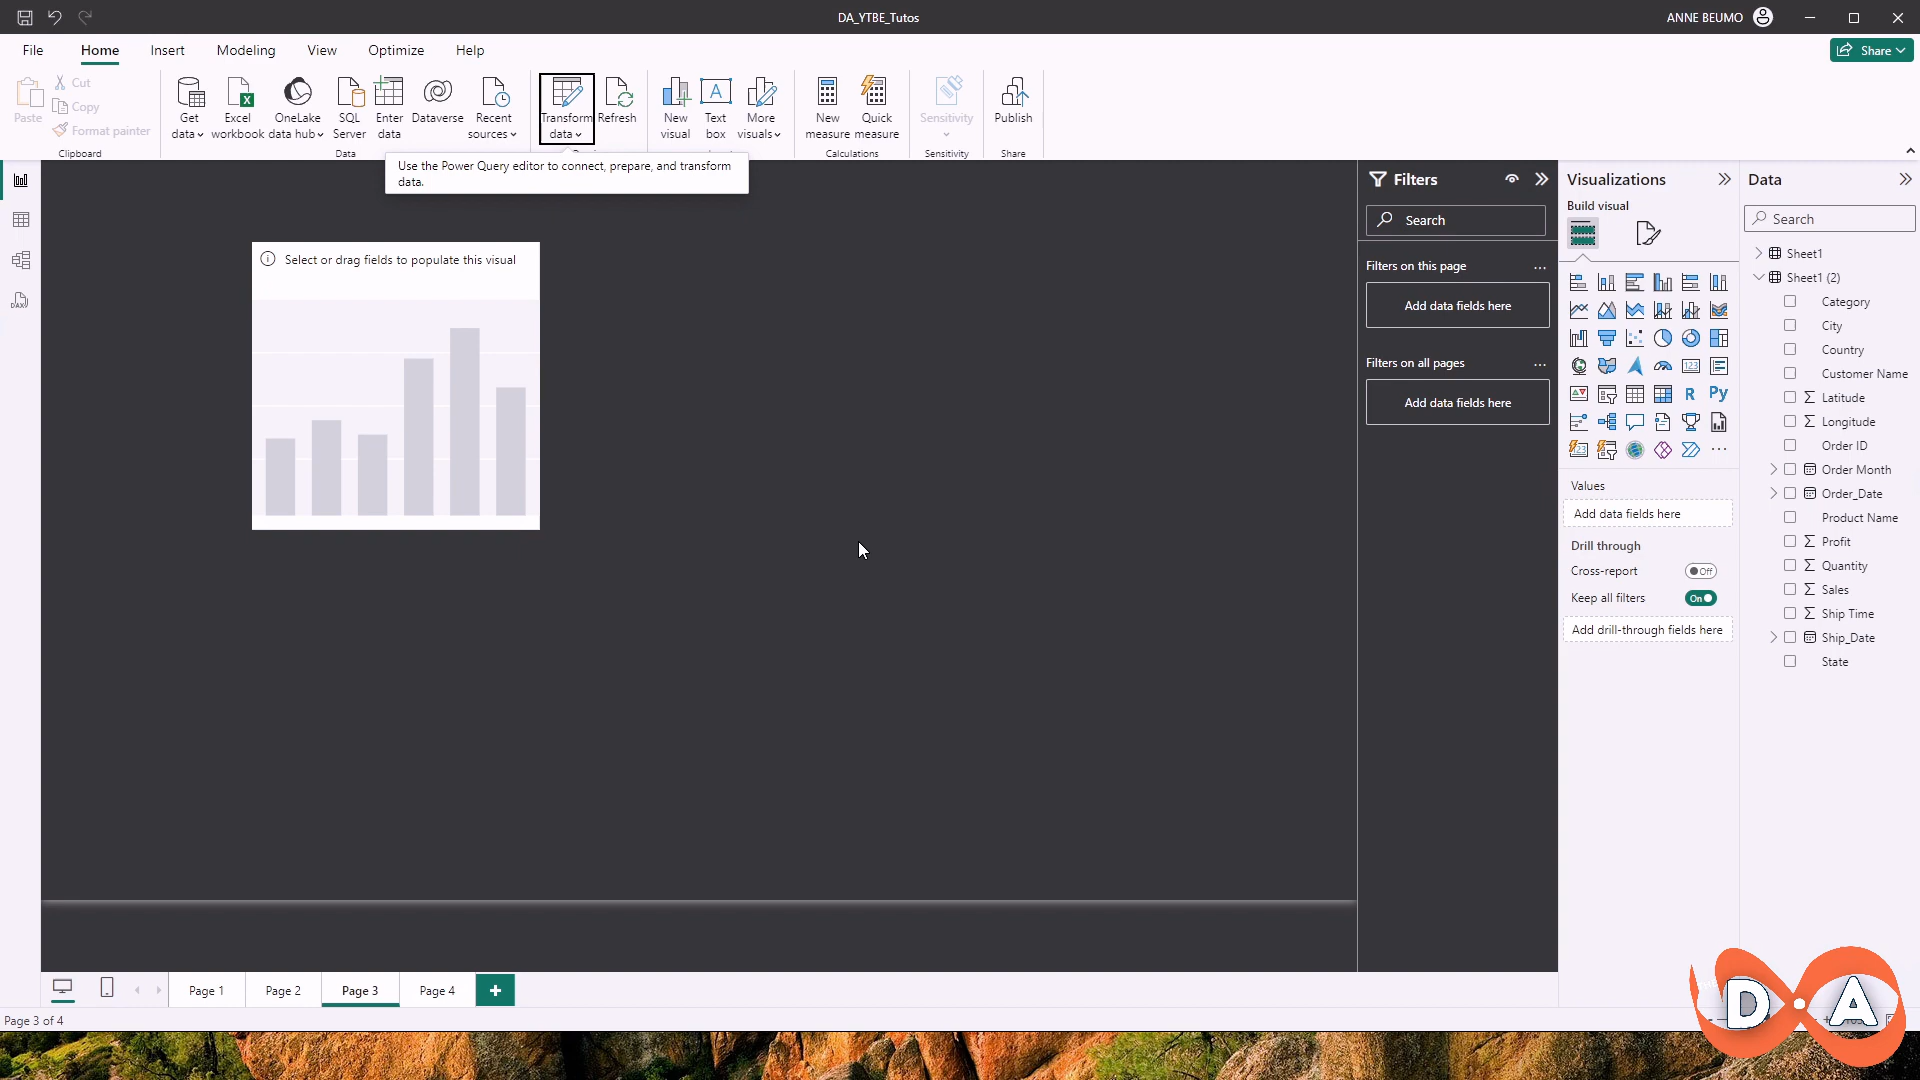 DA_YTBE_Tutos
ANNE BEUMO
File Home Insert Modeling View Optimize Help
Share
Paste
Cut
Copy
Format painter
Clipboard
Get data
Excel workbook
OneLake data hub
SQL Server
Enter data
Dataverse
Recent sources
Data
Transform data
Refresh
New visual
Text box
More visuals
New measure
Quick measure
Calculations
Sensitivity
Sensitivity
Publish
Share
Use the Power Query editor to connect, prepare, and transform
data.
Select or drag fields to populate this visual
Filters
Search
Filters on this page
Add data fields here
Filters on all pages
Add data fields here
Visualizations
Build visual
R
Py
123
123
Values
Add data fields here
Drill through
Cross-report
Off
Keep all filters
On
Add drill-through fields here
Data
Search
Sheet1
Sheet1 (2)
Category
City
Country
Customer Name
Latitude
Longitude
Order ID
Order Month
Order_Date
Product Name
Profit
Quantity
Sales
Ship Time
Ship_Date
State
Page 1 Page 2 Page 3 Page 4 +
Page 3 of 4
D A